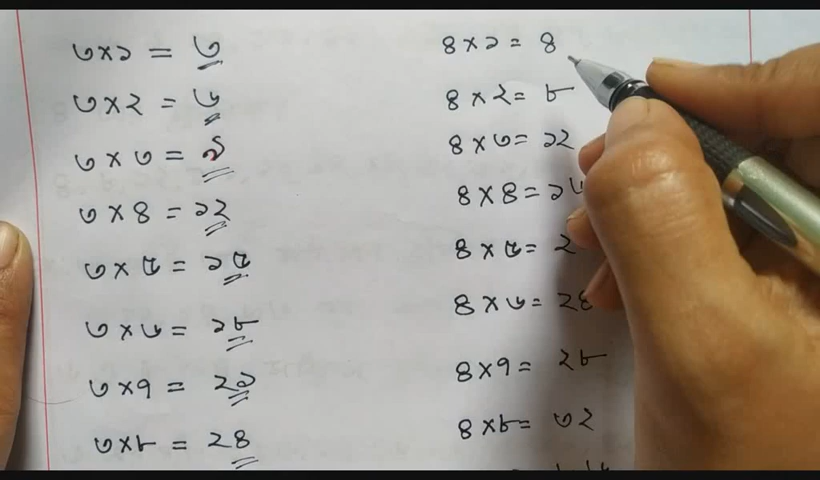 ৩×১ = ৩
৩×২ = ৬
৩×৩ = ৯
৩×৪ = ১২
৩×৫ = ১৫
৩×৬ = ১৮
৩×৭ = ২১
৩×৮ = ২৪
৪×১ = ৪
৪×২ = ৮
৪×৩ = ১২
৪×৪ = ১৬
৪×৫ = ২
৪×৬ = ২৪
৪×৭ = ২৮
৪×৮ = ৩২